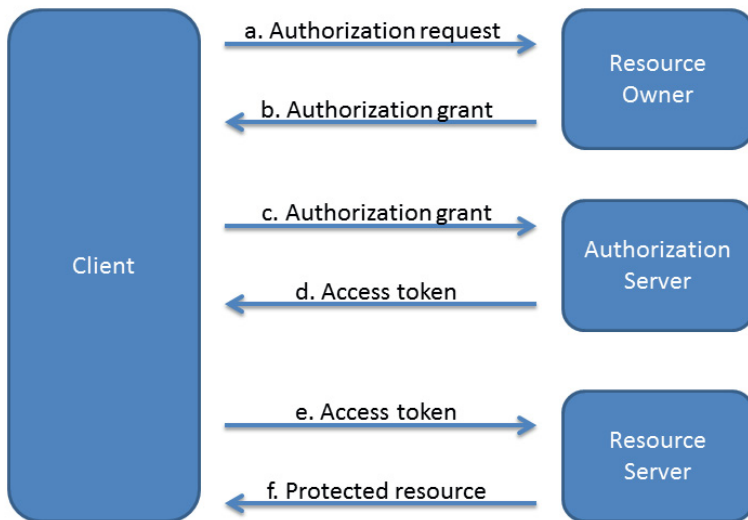 a. Authorization request
Resource
Owner
b. Authorization grant
Client
c. Authorization grant
Authorization
Server
d. Access token
e. Access token
Resource
Server
f. Protected resource